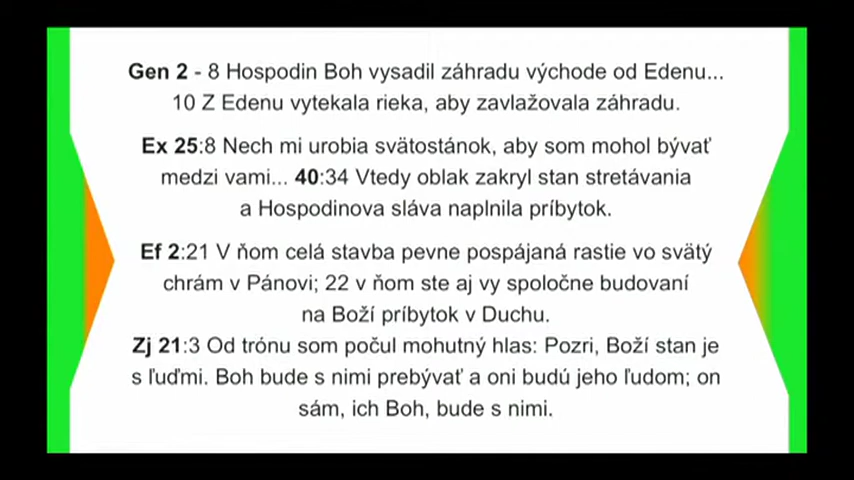 Gen 2 - 8 Hospodin Boh vysadil záhradu východe od Edenu...
10 Z Edenu vytekala rieka, aby zavlažovala záhradu.
Ex 25:8 Nech mi urobia svätostánok, aby som mohol bývať
medzi vami... 40:34 Vtedy oblak zakryl stan stretávania
a Hospodinova sláva naplnila príbytok.
Ef 2:21 V ňom celá stavba pevne pospájaná rastie vo svätý
chrám v Pánovi; 22 v ňom ste aj vy spoločne budovaní
na Boží príbytok v Duchu.
Zj 21:3 Od trónu som počul mohutný hlas: Pozri, Boží stan je
s ľuďmi. Boh bude s nimi prebývať a oni budú jeho ľudom; on
sám, ich Boh, bude s nimi.